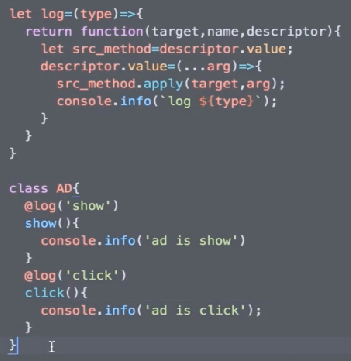 let log=(type)=>{
  return function(target,name,descriptor){
    let src_method=descriptor.value;
    descriptor.value=(...arg)=>{
      src_method.apply(target,arg);
      console.info(`log ${type}`);
    }
  }
}

class AD{
  @log('show')
  show(){
    console.info('ad is show')
  }
  @log('click')
  click(){
    console.info('ad is click');
  }
}